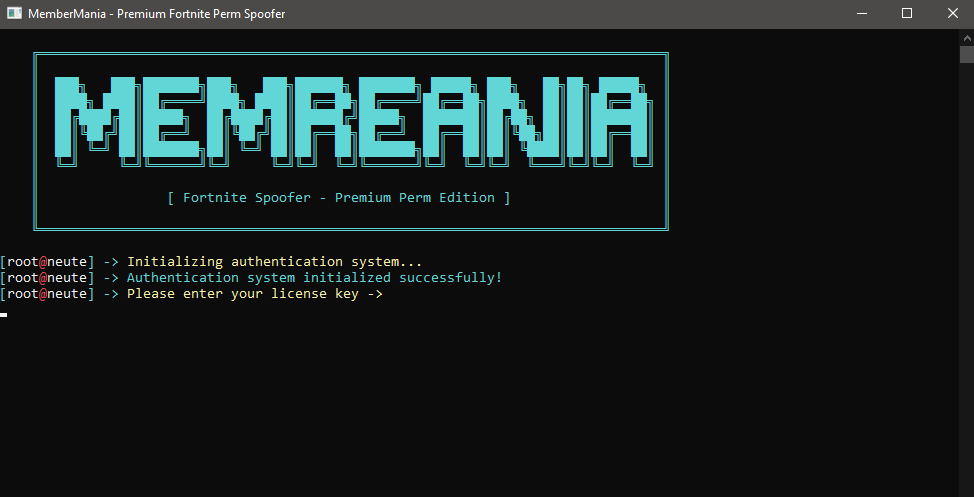 MemberMania - Premium Fortnite Perm Spoofer
MEMREANIA
[ Fortnite Spoofer - Premium Perm Edition ]
[root@neute] -> Initializing authentication system...
[root@neute] -> Authentication system initialized successfully!
[root@neute] -> Please enter your license key ->